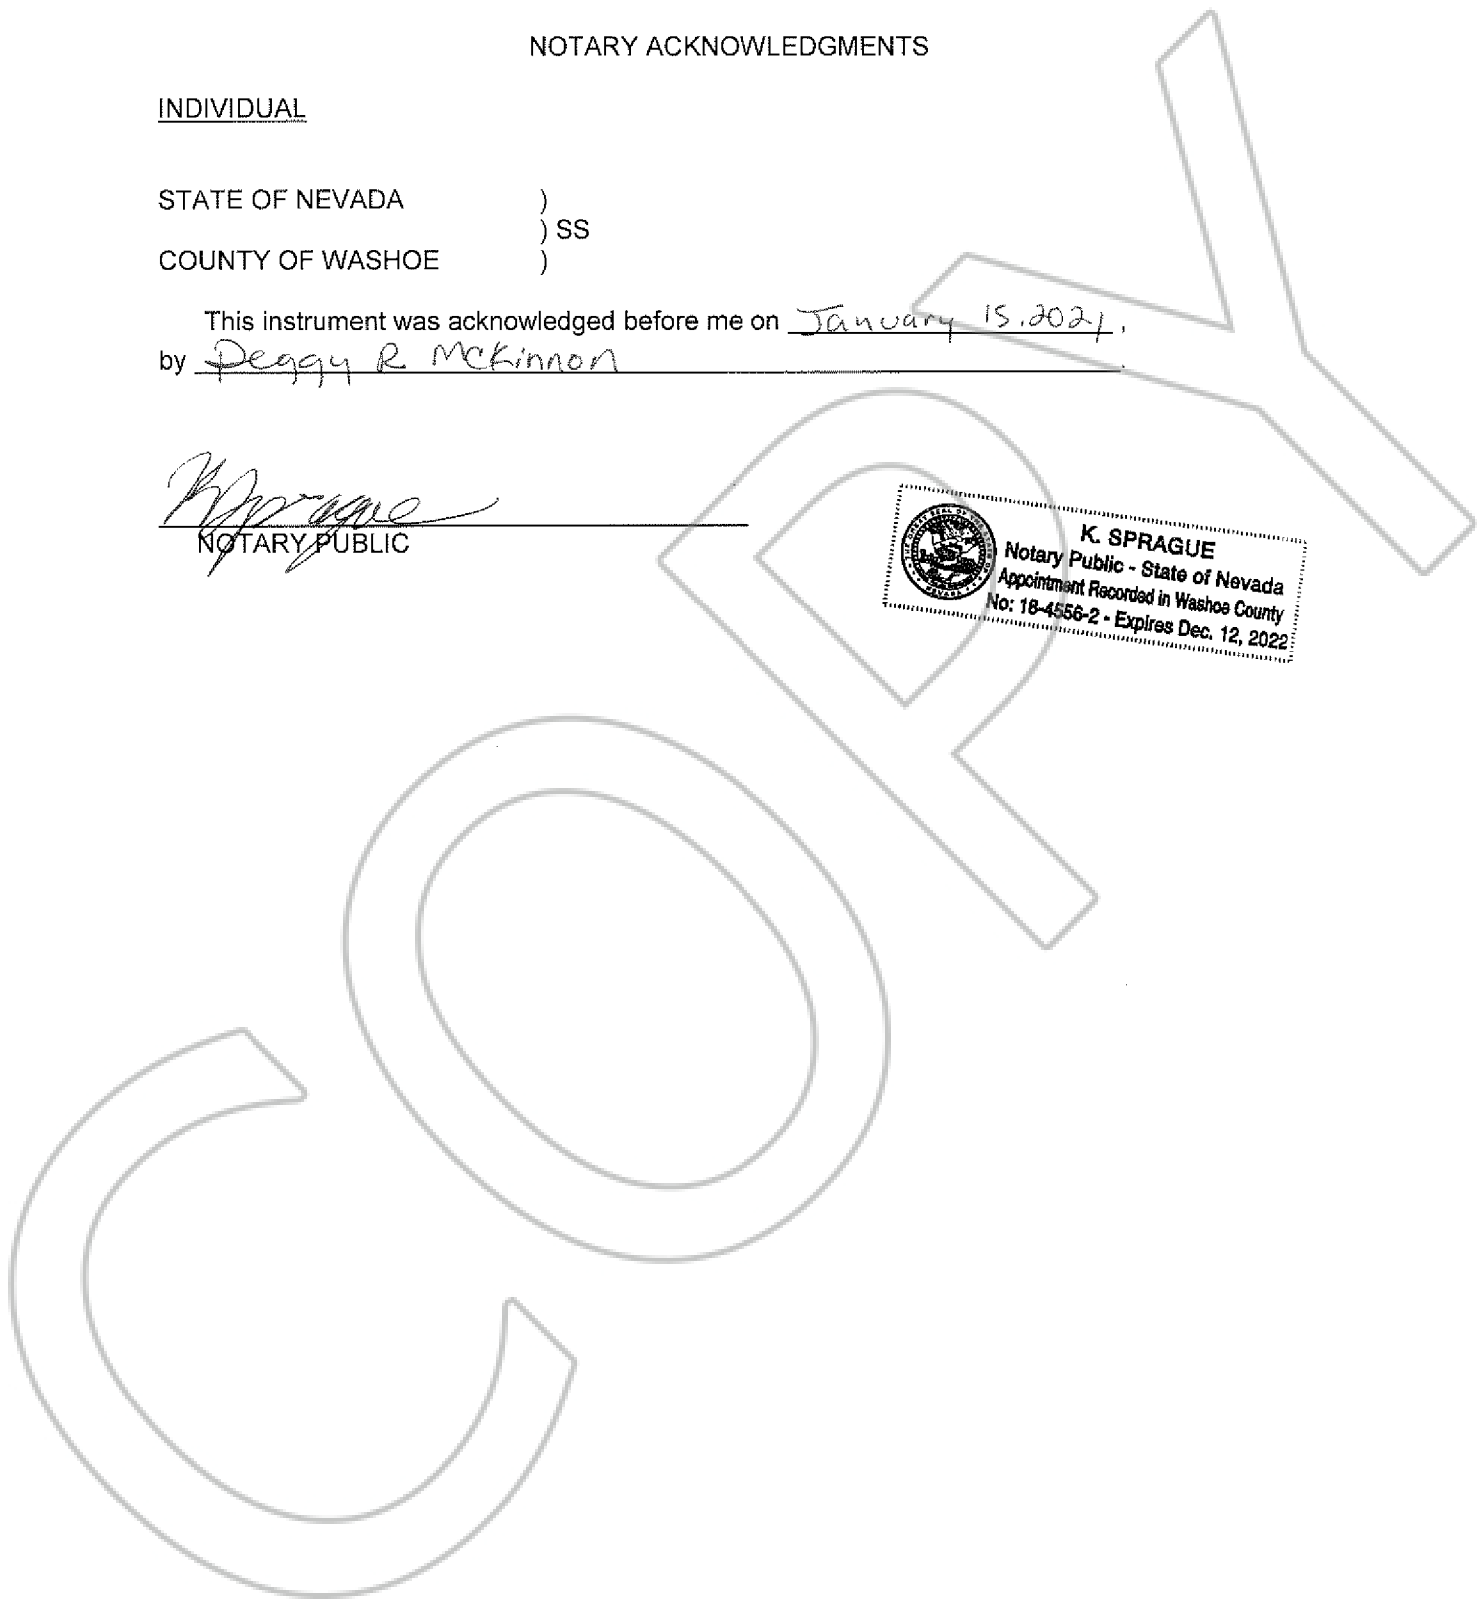 NOTARY ACKNOWLEDGMENTS
INDIVIDUAL
STATE OF NEVADA )
) SS
COUNTY OF WASHOE )
This instrument was acknowledged before me on January 15, 2021,
by Peggy R McKinnon
K Sprague
NOTARY PUBLIC
K. SPRAGUE
Notary Public - State of Nevada
Appointment Recorded in Washoe County
No: 18-4556-2 - Expires Dec. 12, 2022
COPY